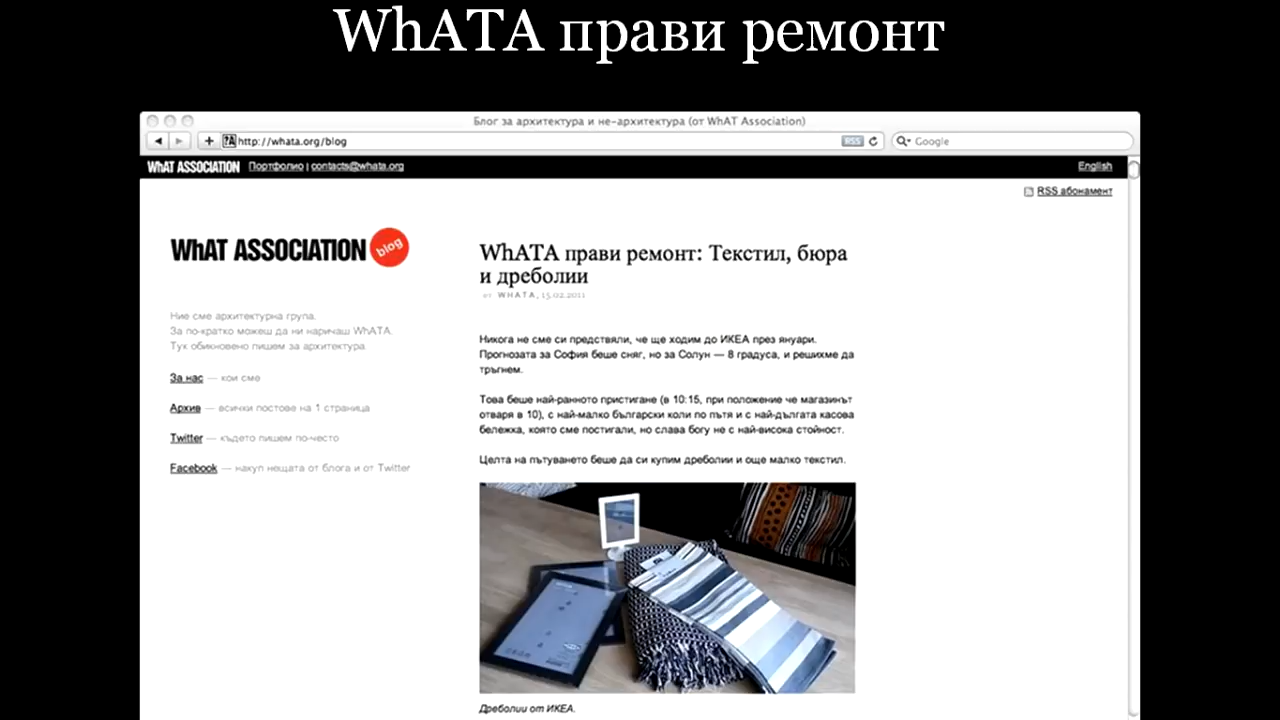 WhATA прави ремонт
Блог за архитектура и не-архитектура (от WhAT Association)
http://whata.org/blog
RSS
Google
WhAT ASSOCIATION Портфолио | contacts@whata.org
English
RSS абонамент
WhAT ASSOCIATION blog
Ние сме архитектурна група.
За по-кратко можеш да ни наричаш WhATA.
Тук обикновено пишем за архитектура.
За нас — кои сме
Архив — всички постове на 1 страница
Twitter — където пишем по-често
Facebook — накуп нещата от блога и от Twitter
WhATA прави ремонт: Текстил, бюра
и дреболии
от WHATA, 15.02.2011
Никога не сме си предствяли, че ще ходим до ИКЕА през януари.
Прогнозата за София беше сняг, но за Солун — 8 градуса, и решихме да
тръгнем.
Това беше най-ранното пристигане (в 10:15, при положение че магазинът
отваря в 10), с най-малко български коли по пътя и с най-дългата касова
бележка, която сме постигали, но слава богу не с най-висока стойност.
Целта на пътуването беше да си купим дреболии и още малко текстил.
Дреболии от ИКЕА.